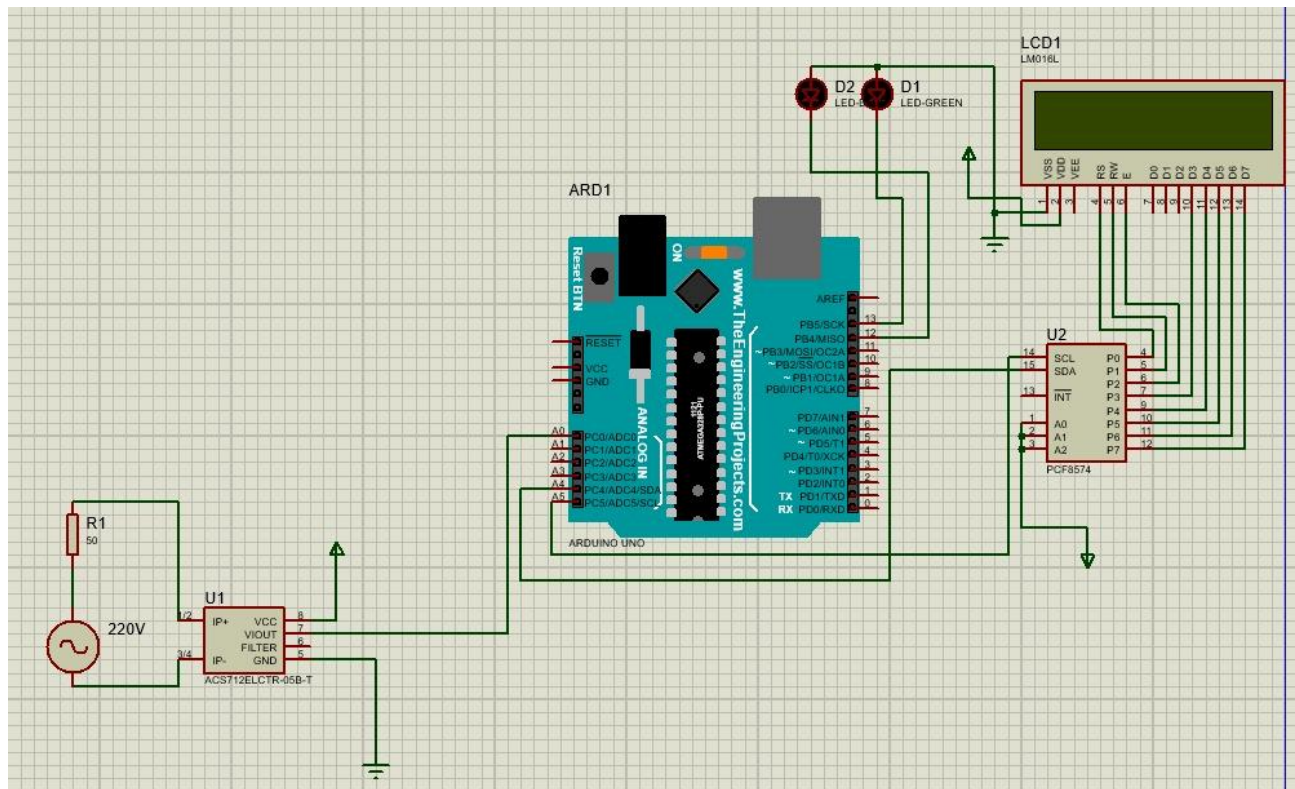 LCD1
LM016L
D2
LED-B
D1
LED-GREEN
VSS
VDD
VEE
RS
RW
E
D0
D1
D2
D3
D4
D5
D6
D7
1
2
3
4
5
6
7
8
9
10
11
12
13
14
ARD1
Reset BTN
ON
www.TheEngineeringProjects.com
ANALOG IN
ATMEGA328P-PU
1121
RESET
VCC
GND
A0 PC0/ADC0
A1 PC1/ADC1
A2 PC2/ADC2
A3 PC3/ADC3
A4 PC4/ADC4/SDA
A5 PC5/ADC5/SCL
AREF
PB5/SCK 13
PB4/MISO 12
~PB3/MOSI/OC2A 11
~PB2/SS/OC1B 10
~PB1/OC1A 9
PB0/ICP1/CLKO 8
PD7/AIN1 7
~PD6/AIN0 6
~PD5/T1 5
PD4/T0/XCK 4
~PD3/INT1 3
PD2/INT0 2
TX PD1/TXD 1
RX PD0/RXD 0
ARDUINO UNO
U2
14 SCL P0 4
15 SDA P1 5
P2 6
13 INT P3 7
P4 9
1 A0 P5 10
2 A1 P6 11
3 A2 P7 12
PCF8574
R1
50
220V
U1
1/2 IP+ VCC 8
VIOUT 7
FILTER 6
3/4 IP- GND 5
ACS712ELCTR-05B-T